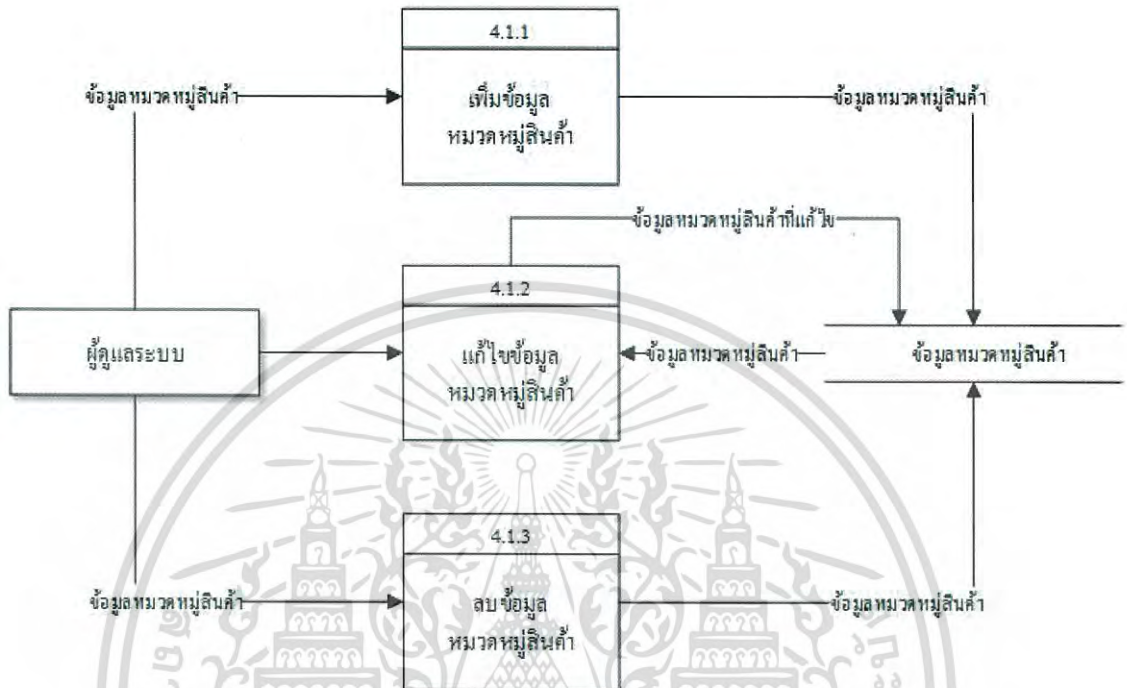 4.1.1
เพิ่มข้อมูล
หมวดหมู่สินค้า
ข้อมูลหมวดหมู่สินค้า
ข้อมูลหมวดหมู่สินค้า
ข้อมูลหมวดหมู่สินค้าที่แก้ไข
ผู้ดูแลระบบ
4.1.2
แก้ไขข้อมูล
หมวดหมู่สินค้า
ข้อมูลหมวดหมู่สินค้า
ข้อมูลหมวดหมู่สินค้า
4.1.3
ลบข้อมูล
หมวดหมู่สินค้า
ข้อมูลหมวดหมู่สินค้า
ข้อมูลหมวดหมู่สินค้า